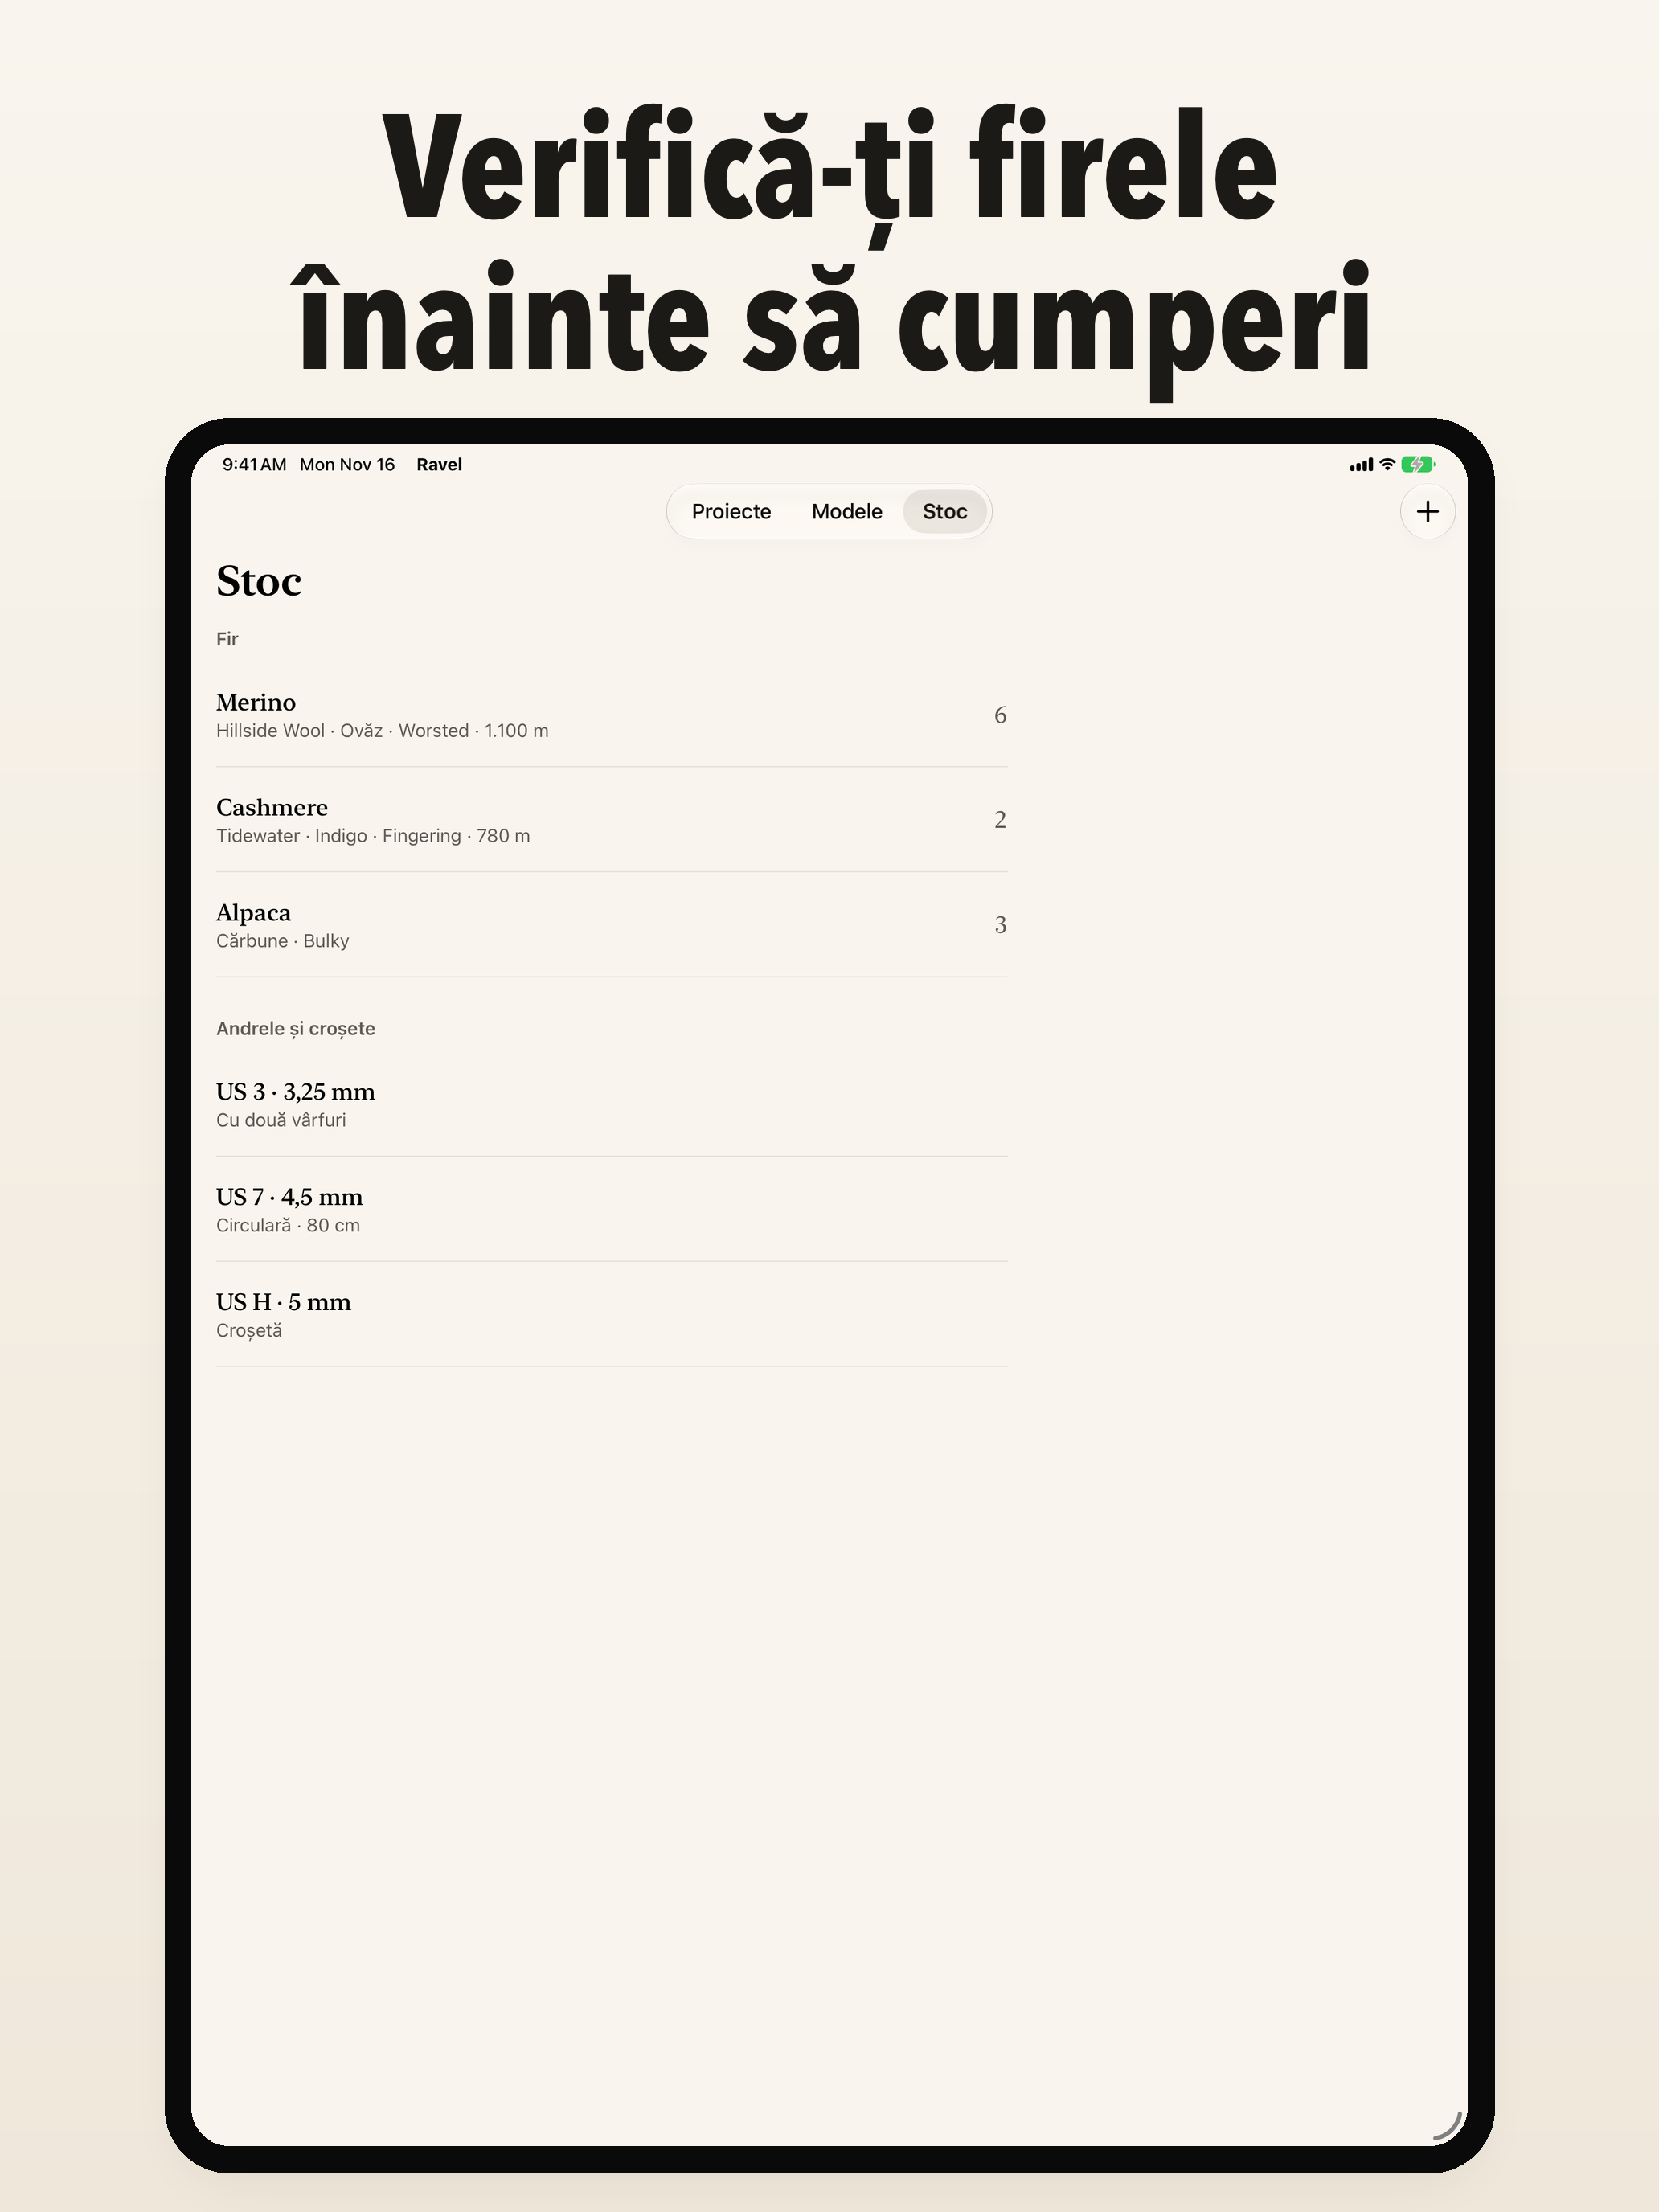 Verifică-ți firele
înainte să cumperi
9:41 AM Mon Nov 16 Ravel
Proiecte Modele Stoc
Stoc
Fir
Merino
Hillside Wool · Ovăz · Worsted · 1.100 m
6
Cashmere
Tidewater · Indigo · Fingering · 780 m
2
Alpaca
Cărbune · Bulky
3
Andrele și croșete
US 3 · 3,25 mm
Cu două vârfuri
US 7 · 4,5 mm
Circulară · 80 cm
US H · 5 mm
Croșetă